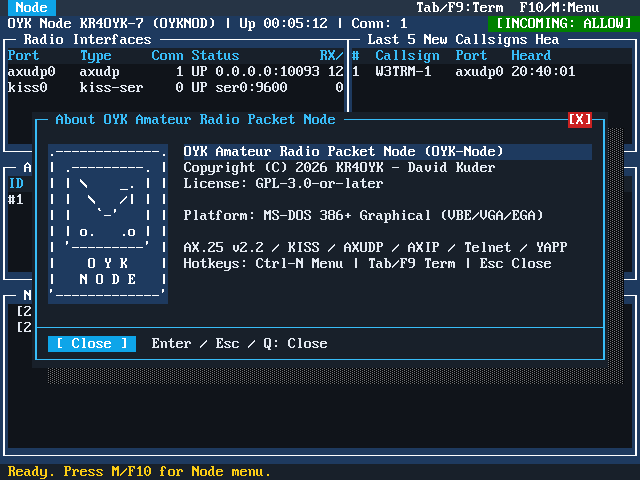 Node Tab/F9:Term F10/M:Menu
OYK Node KR4OYK-7 (OYKNOD) | Up 00:05:12 | Conn: 1 [INCOMING: ALLOW]
Radio Interfaces
Port Type Conn Status RX/
axudp0 axudp 1 UP 0.0.0.0:10093 12
kiss0 kiss-ser 0 UP ser0:9600 0
Last 5 New Callsigns Hea
# Callsign Port Heard
1 W3TRM-1 axudp0 20:40:01
About OYK Amateur Radio Packet Node [X]
OYK Amateur Radio Packet Node (OYK-Node)
Copyright (C) 2026 KR4OYK - David Kuder
License: GPL-3.0-or-later
Platform: MS-DOS 386+ Graphical (VBE/VGA/EGA)
AX.25 v2.2 / KISS / AXUDP / AXIP / Telnet / YAPP
Hotkeys: Ctrl-N Menu | Tab/F9 Term | Esc Close
O Y K
N O D E
A
ID
#1
N
[2
[2
[ Close ] Enter / Esc / Q: Close
Ready. Press M/F10 for Node menu.